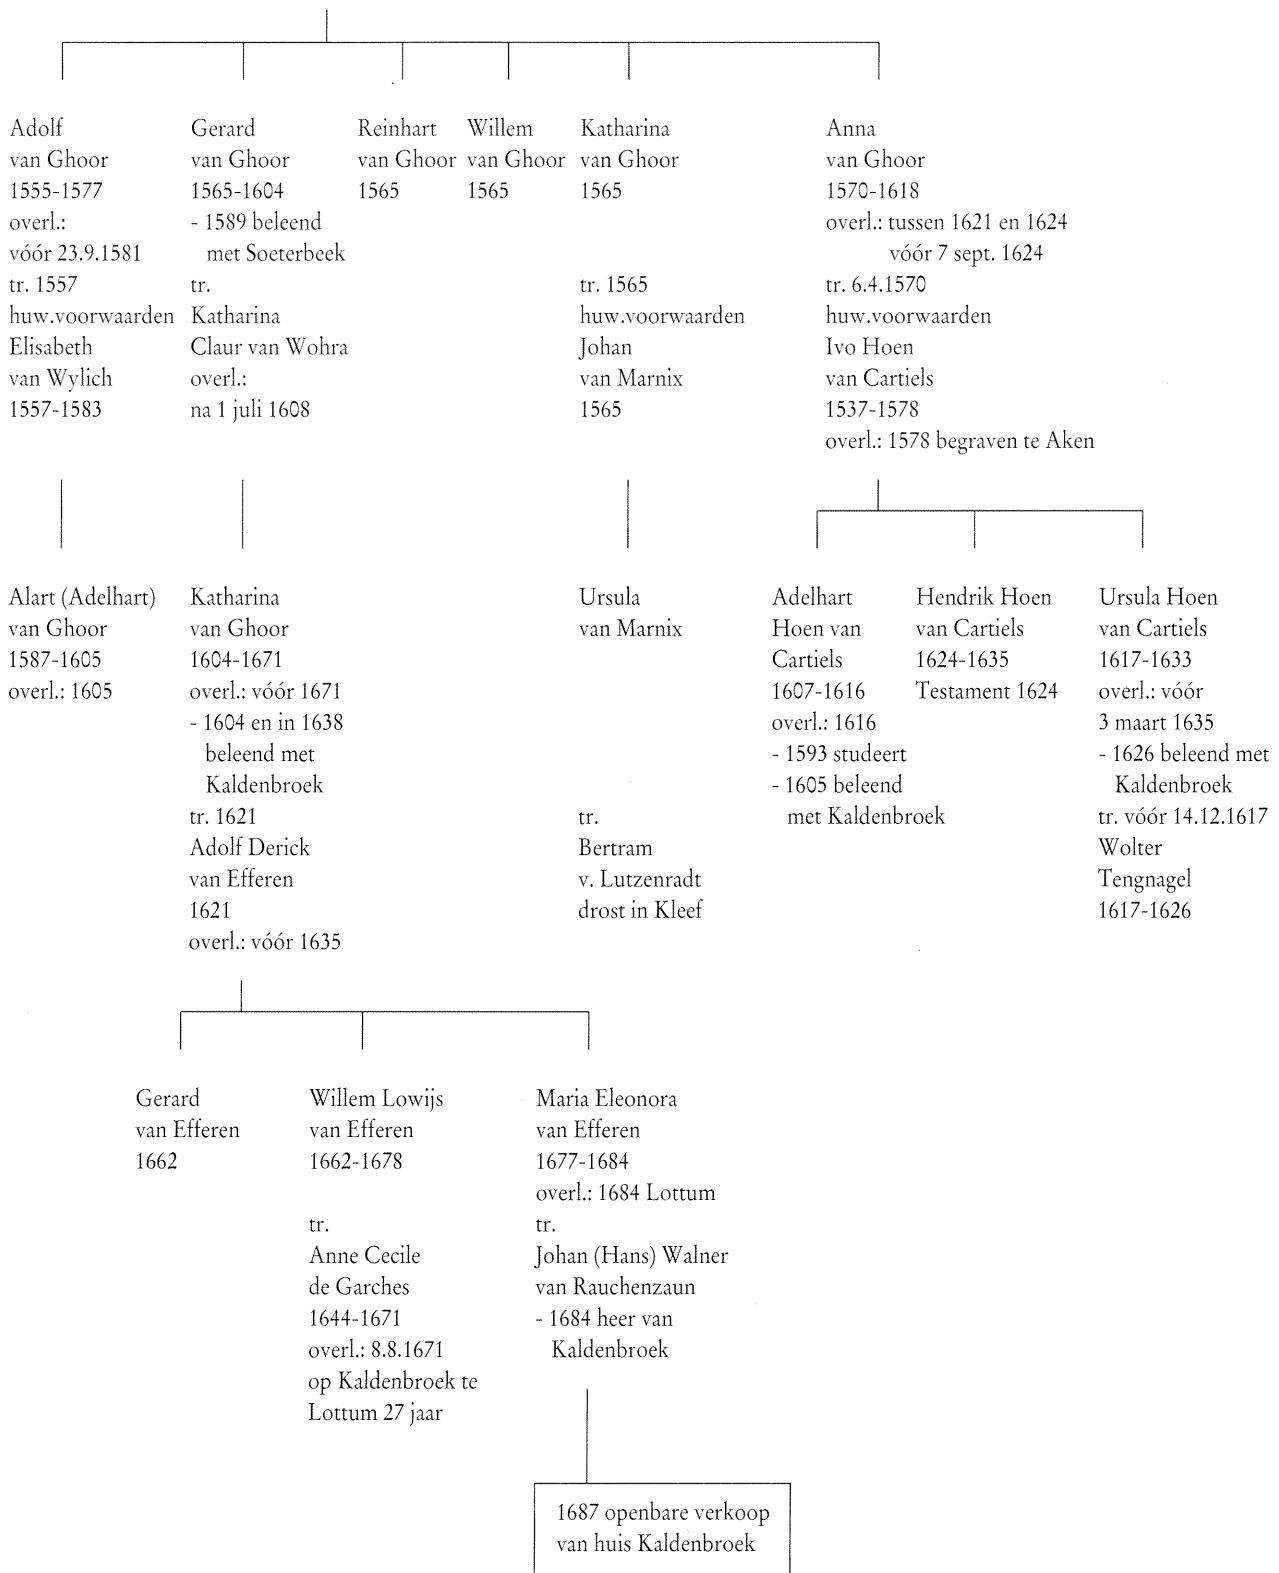 Adolf
van Ghoor
1555-1577
overl.:
vóór 23.9.1581
tr. 1557
huw.voorwaarden
Elisabeth
van Wylich
1557-1583
Gerard
van Ghoor
1565-1604
- 1589 beleend
met Soeterbeek
tr.
Katharina
Claur van Wohra
overl.:
na 1 juli 1608
Reinhart
van Ghoor
1565
Willem
van Ghoor
1565
Katharina
van Ghoor
1565
tr. 1565
huw.voorwaarden
Johan
van Marnix
1565
Anna
van Ghoor
1570-1618
overl.: tussen 1621 en 1624
vóór 7 sept. 1624
tr. 6.4.1570
huw.voorwaarden
Ivo Hoen
van Cartiels
1537-1578
overl.: 1578 begraven te Aken
Alart (Adelhart)
van Ghoor
1587-1605
overl.: 1605
Katharina
van Ghoor
1604-1671
overl.: vóór 1671
- 1604 en in 1638
beleend met
Kaldenbroek
tr. 1621
Adolf Derick
van Efferen
1621
overl.: vóór 1635
Ursula
van Marnix
tr.
Bertram
v. Lutzenradt
drost in Kleef
Adelhart
Hoen van
Cartiels
1607-1616
overl.: 1616
- 1593 studeert
- 1605 beleend
met Kaldenbroek
Hendrik Hoen
van Cartiels
1624-1635
Testament 1624
Ursula Hoen
van Cartiels
1617-1633
overl.: vóór
3 maart 1635
- 1626 beleend met
Kaldenbroek
tr. vóór 14.12.1617
Wolter
Tengnagel
1617-1626
Gerard
van Efferen
1662
Willem Lowijs
van Efferen
1662-1678
tr.
Anne Cecile
de Garches
1644-1671
overl.: 8.8.1671
op Kaldenbroek te
Lottum 27 jaar
Maria Eleonora
van Efferen
1677-1684
overl.: 1684 Lottum
tr.
Johan (Hans) Walner
van Rauchenzaun
- 1684 heer van
Kaldenbroek
1687 openbare verkoop
van huis Kaldenbroek